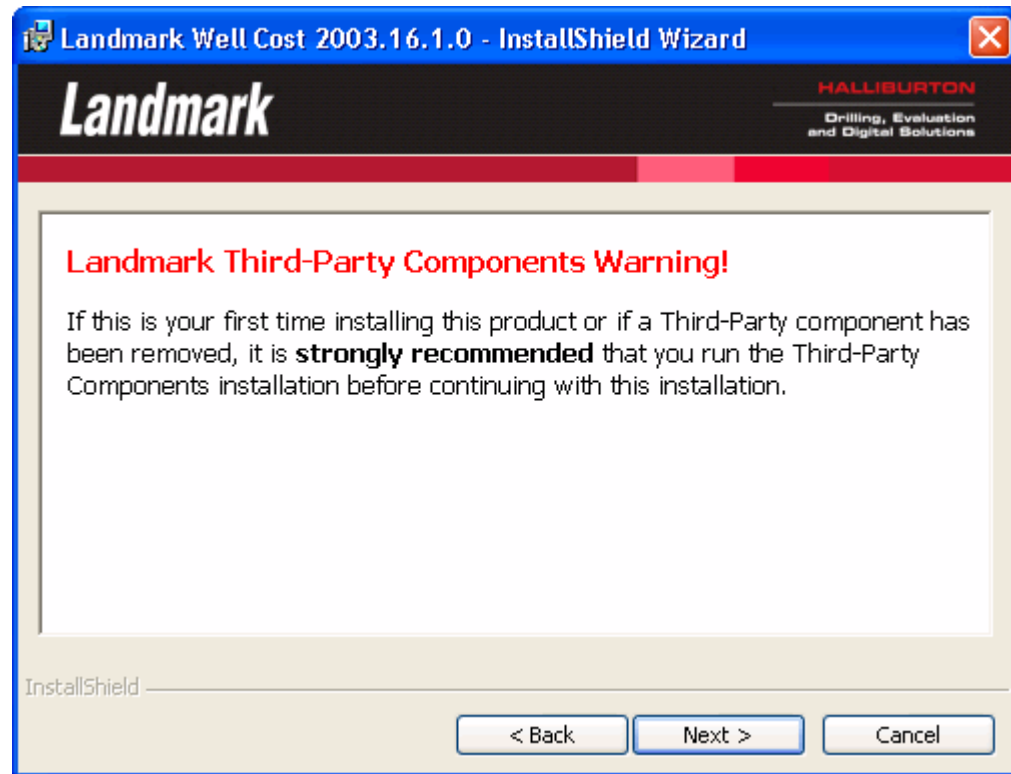 Landmark Well Cost 2003.16.1.0 - InstallShield Wizard
Landmark
HALLIBURTON
Drilling, Evaluation
and Digital Solutions
Landmark Third-Party Components Warning!
If this is your first time installing this product or if a Third-Party component has
been removed, it is strongly recommended that you run the Third-Party
Components installation before continuing with this installation.
InstallShield
< Back
Next >
Cancel